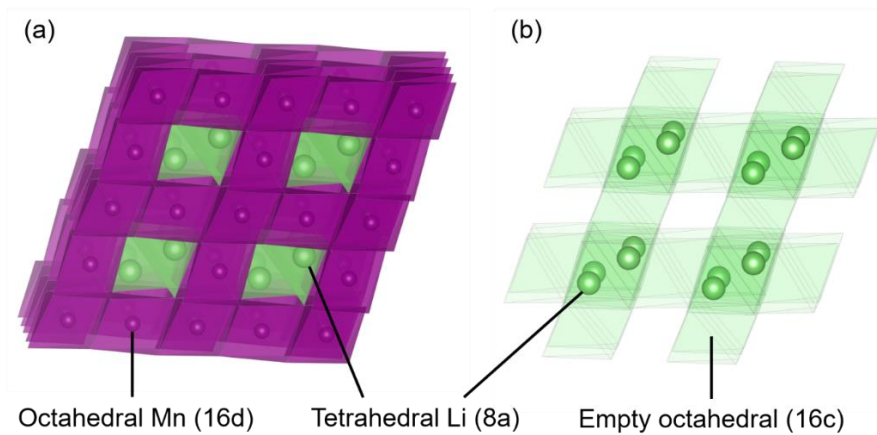 (a)
(b)
Octahedral Mn (16d)
Tetrahedral Li (8a)
Empty octahedral (16c)